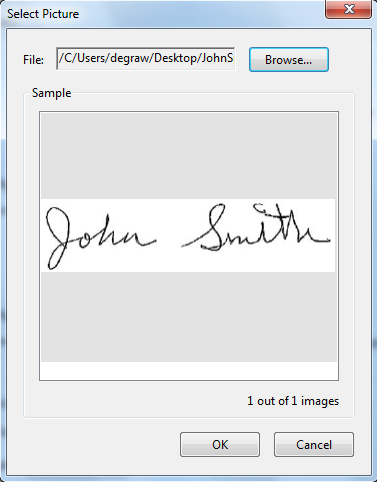 Select Picture
File: /C/Users/degraw/Desktop/JohnS Browse...
Sample
John Smith
1 out of 1 images
OK Cancel